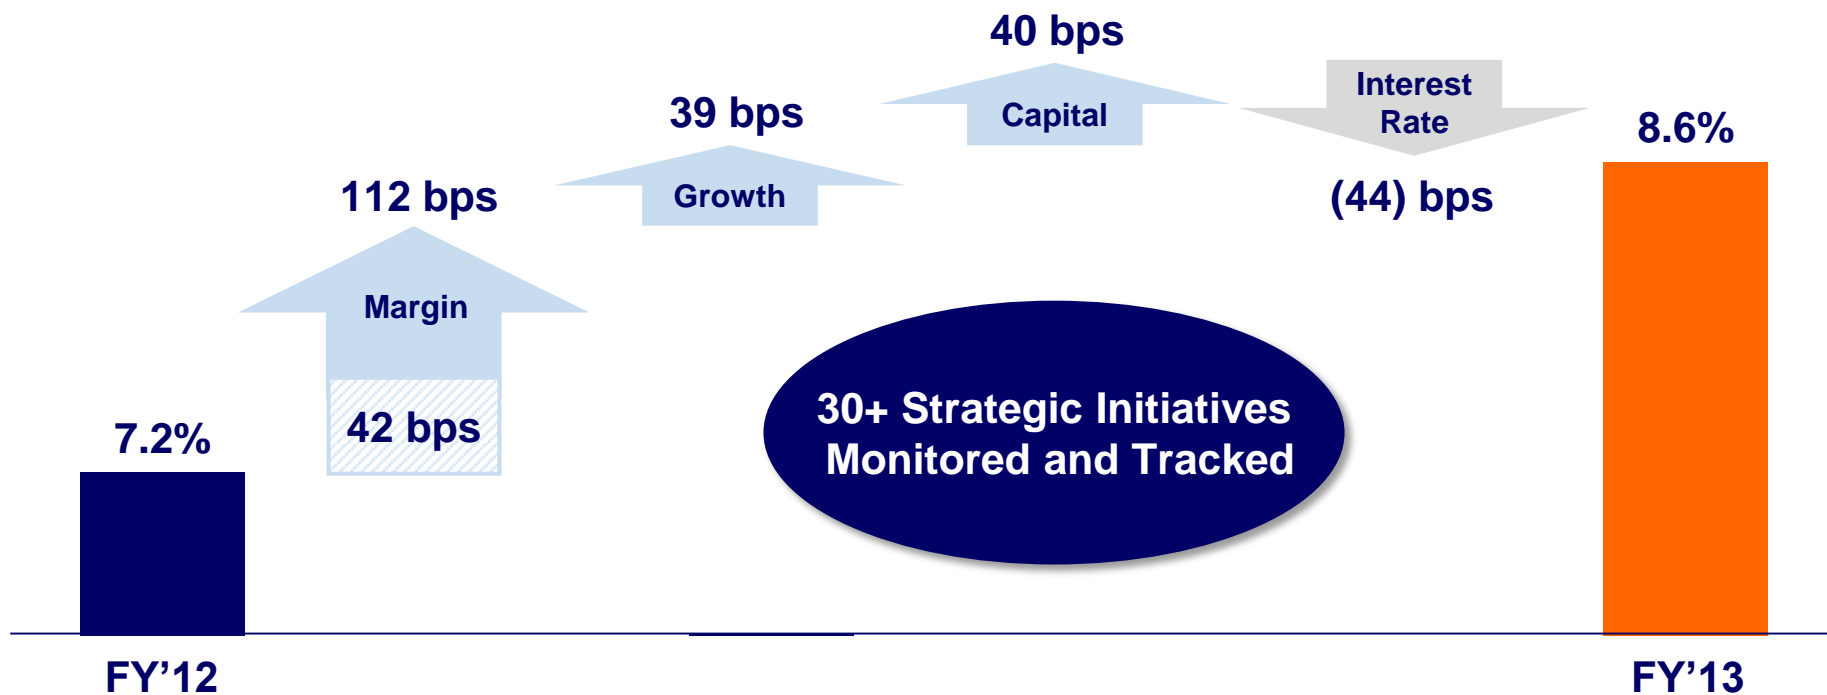 40 bps
Capital
Interest
Rate
39 bps
Growth
8.6%
112 bps
Margin
(44) bps
30+ Strategic Initiatives
Monitored and Tracked
7.2%
42 bps
FY’12
FY’13